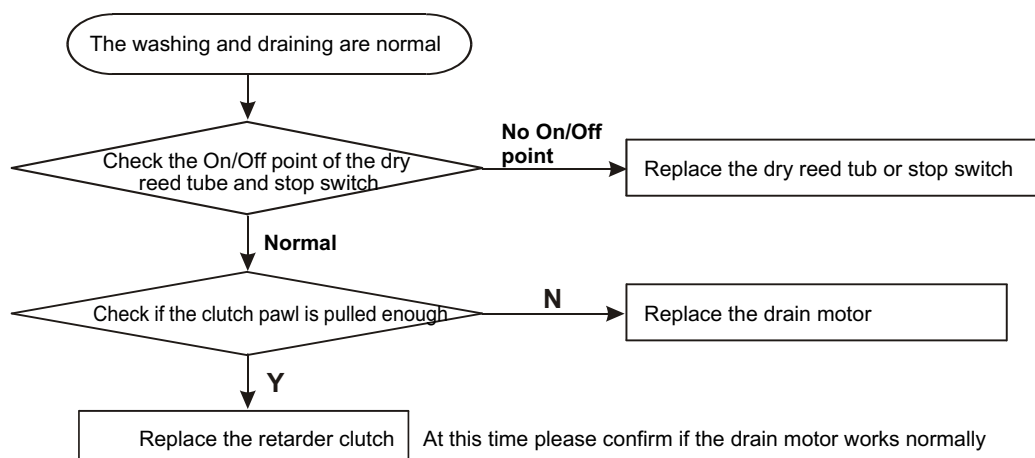 The washing and draining are normal
No On/Off
point
Check the On/Off point of the dry
reed tube and stop switch
Replace the dry reed tub or stop switch
Normal
Check if the clutch pawl is pulled enough
N
Replace the drain motor
Y
Replace the retarder clutch
At this time please confirm if the drain motor works normally